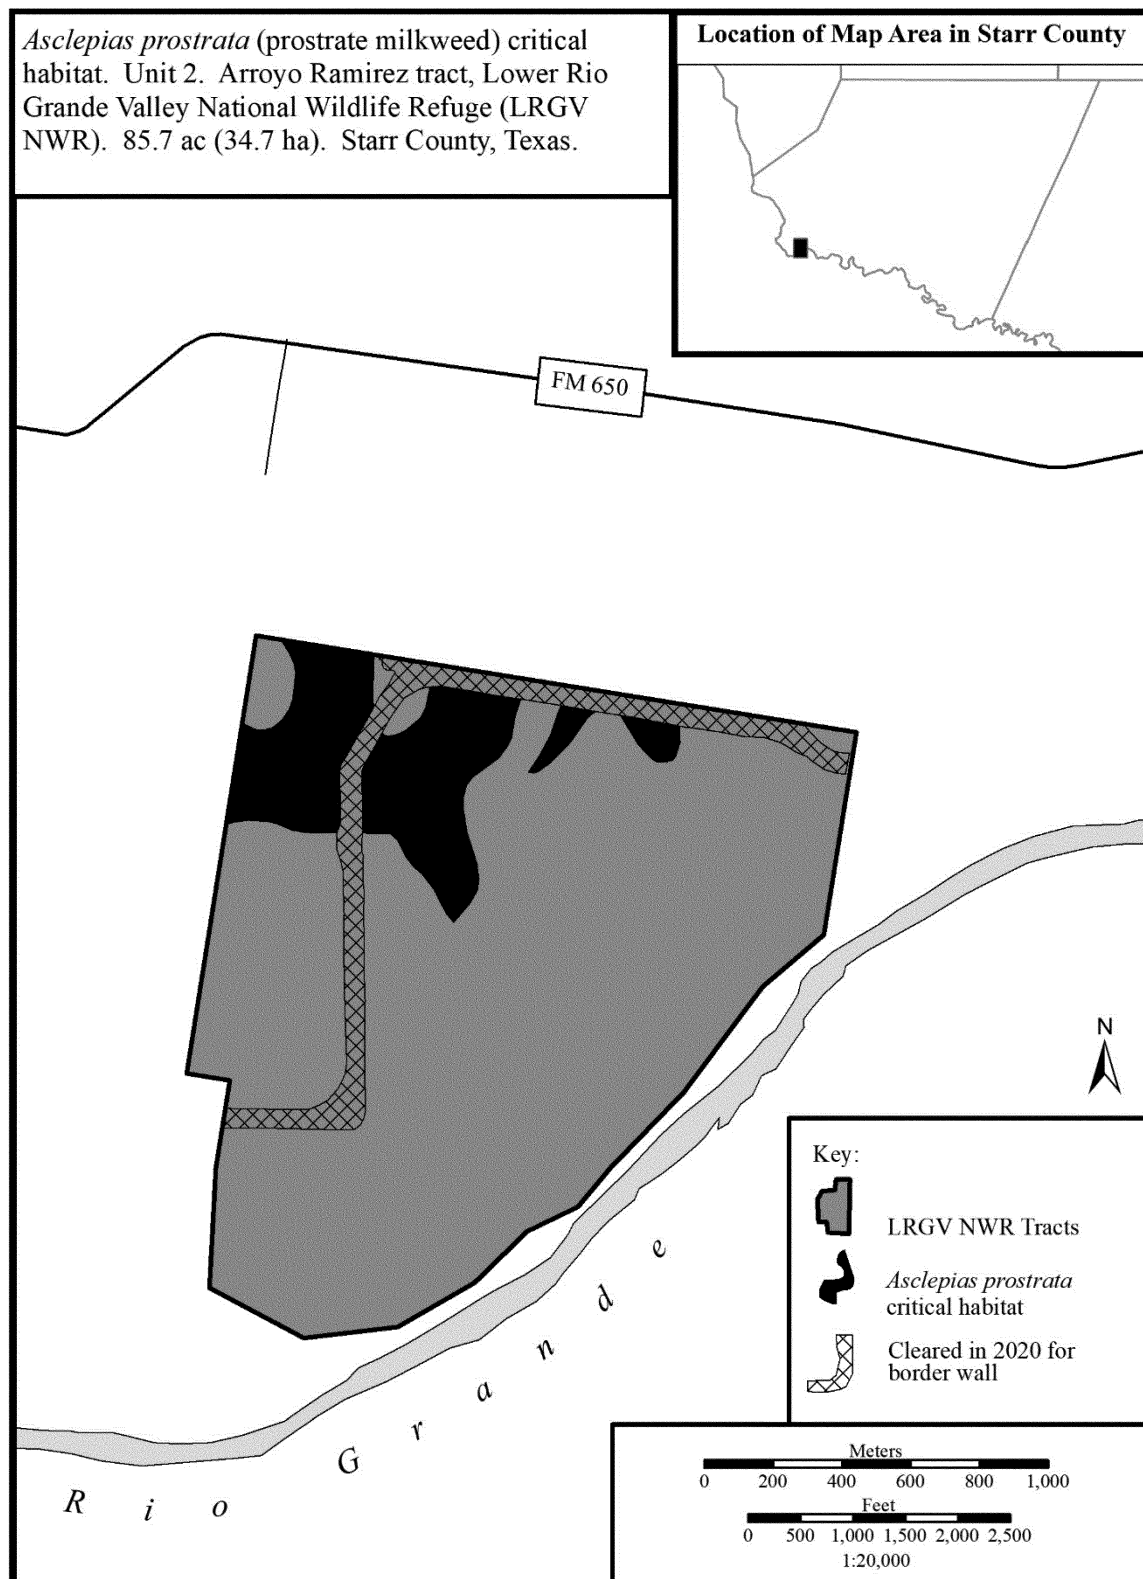 Asclepias prostrata (prostrate milkweed) critical
habitat. Unit 2. Arroyo Ramirez tract, Lower Rio
Grande Valley National Wildlife Refuge (LRGV
NWR). 85.7 ac (34.7 ha). Starr County, Texas.
Location of Map Area in Starr County
FM 650
N
Key:
LRGV NWR Tracts
Asclepias prostrata
critical habitat
Cleared in 2020 for
border wall
Rio Grande
Meters
0 200 400 600 800 1,000
Feet
0 500 1,000 1,500 2,000 2,500
1:20,000